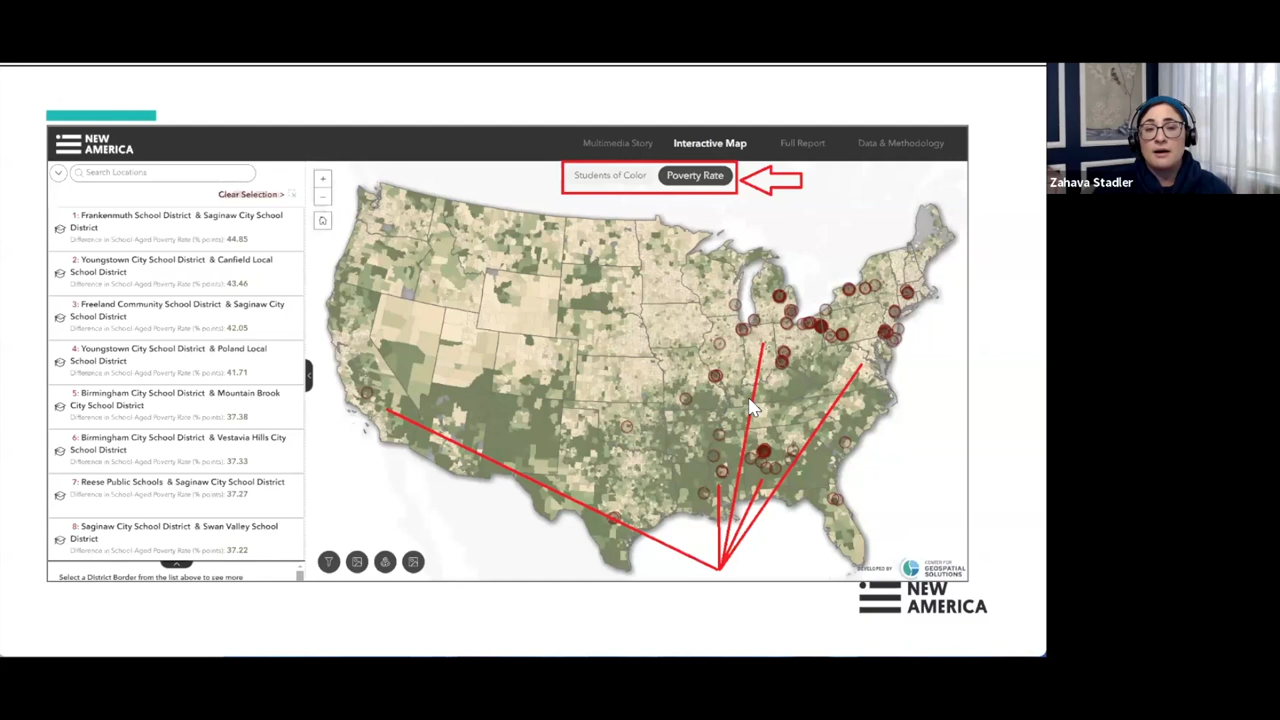 NEW
AMERICA
Multimedia Story
Interactive Map
Full Report
Data & Methodology
Search Locations
Students of Color
Poverty Rate
Clear Selection >
1: Frankenmuth School District & Saginaw City School
District
Difference in School-Aged Poverty Rate (% points): 44.85
2: Youngstown City School District & Canfield Local
School District
Difference in School-Aged Poverty Rate (% points): 43.46
3: Freeland Community School District & Saginaw City
School District
Difference in School-Aged Poverty Rate (% points): 42.05
4: Youngstown City School District & Poland Local
School District
Difference in School-Aged Poverty Rate (% points): 41.71
5: Birmingham City School District & Mountain Brook
City School District
Difference in School-Aged Poverty Rate (% points): 37.38
6: Birmingham City School District & Vestavia Hills City
School District
Difference in School-Aged Poverty Rate (% points): 37.33
7: Reese Public Schools & Saginaw City School District
Difference in School-Aged Poverty Rate (% points): 37.27
8: Saginaw City School District & Swan Valley School
District
Difference in School-Aged Poverty Rate (% points): 37.22
Select a District Border from the list above to see more
DEVELOPED BY
CENTER FOR
GEOSPATIAL
SOLUTIONS
NEW
AMERICA
Zahava Stadler